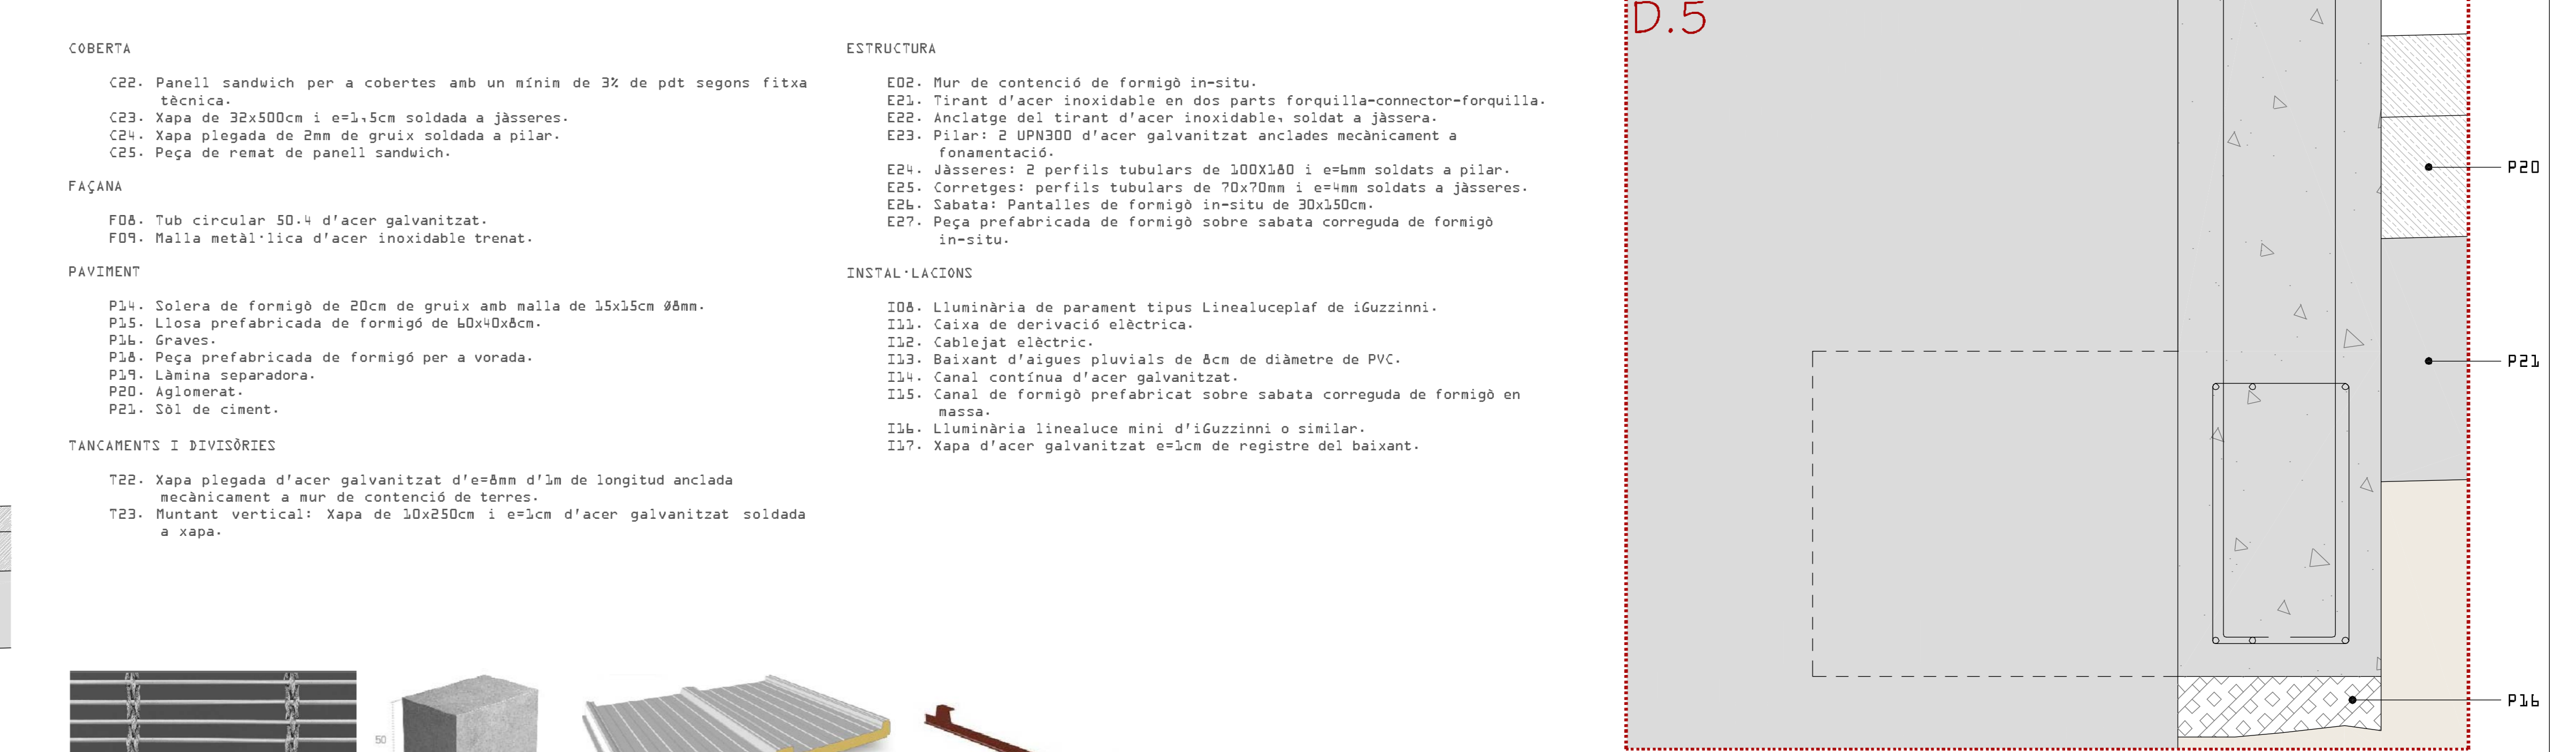 COBERTA
C22. Panell sandwich per a cobertes amb un mínim de 3% de pdt segons fitxa
tècnica.
C23. Xapa de 32x500cm i e=1,5cm soldada a jàsseres.
C24. Xapa plegada de 2mm de gruix soldada a pilar.
C25. Peça de remat de panell sandwich.
FAÇANA
F08. Tub circular 50.4 d'acer galvanitzat.
F09. Malla metàl·lica d'acer inoxidable trenat.
PAVIMENT
P14. Solera de formigò de 20cm de gruix amb malla de 15x15cm Ø8mm.
P15. Llosa prefabricada de formigó de 60x40x8cm.
P16. Graves.
P18. Peça prefabricada de formigó per a vorada.
P19. Làmina separadora.
P20. Aglomerat.
P21. Sòl de ciment.
TANCAMENTS I DIVISÒRIES
T22. Xapa plegada d'acer galvanitzat d'e=8mm d'1m de longitud anclada
mecànicament a mur de contenció de terres.
T23. Muntant vertical: Xapa de 10x250cm i e=1cm d'acer galvanitzat soldada
a xapa.
ESTRUCTURA
E02. Mur de contenció de formigò in-situ.
E21. Tirant d'acer inoxidable en dos parts forquilla-connector-forquilla.
E22. Anclatge del tirant d'acer inoxidable, soldat a jàssera.
E23. Pilar: 2 UPN300 d'acer galvanitzat anclades mecànicament a
fonamentació.
E24. Jàsseres: 2 perfils tubulars de 100X180 i e=6mm soldats a pilar.
E25. Corretges: perfils tubulars de 70x70mm i e=4mm soldats a jàsseres.
E26. Sabata: Pantalles de formigò in-situ de 30x150cm.
E27. Peça prefabricada de formigò sobre sabata correguda de formigò
in-situ.
INSTAL·LACIONS
I08. Lluminària de parament tipus Linealuceplaf de iGuzzinni.
I11. Caixa de derivació elèctrica.
I12. Cablejat elèctric.
I13. Baixant d'aigues pluvials de 8cm de diàmetre de PVC.
I14. Canal contínua d'acer galvanitzat.
I15. Canal de formigò prefabricat sobre sabata correguda de formigò en
massa.
I16. Lluminària linealuce mini d'iGuzzinni o similar.
I17. Xapa d'acer galvanitzat e=1cm de registre del baixant.
D.5
P20
P21
P16
50